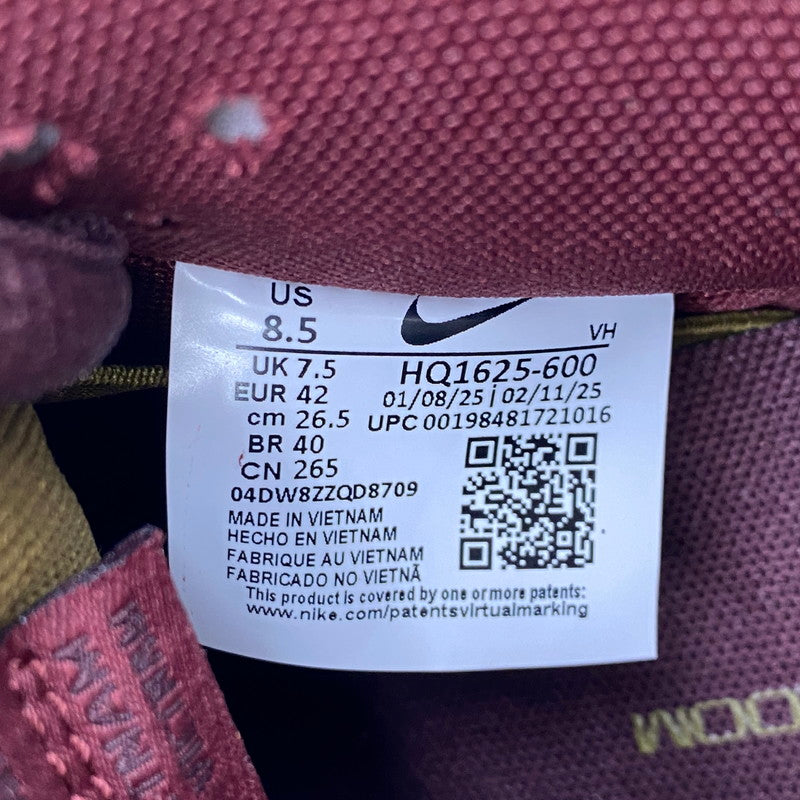 US
8.5
VH
UK 7.5
HQ1625-600
EUR 42
01/08/25 | 02/11/25
cm 26.5
UPC 00198481721016
BR 40
CN 265
04DW8ZZQD8709
MADE IN VIETNAM
HECHO EN VIETNAM
FABRIQUE AU VIETNAM
FABRICADO NO VIETNÃ
This product is covered by one or more patents:
www.nike.com/patentsvirtualmarking
OOM